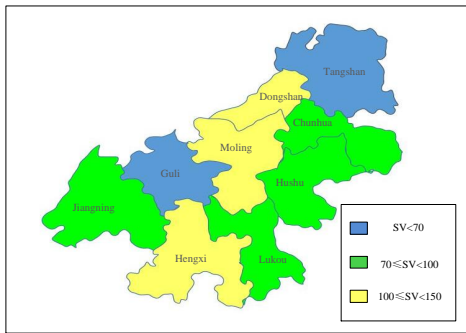 Tangshan
Dongshan
Chunhua
Moling
Guli
Hushu
Jiangning
Hengxi
Lukou
SV<70
70≤SV<100
100≤SV<150